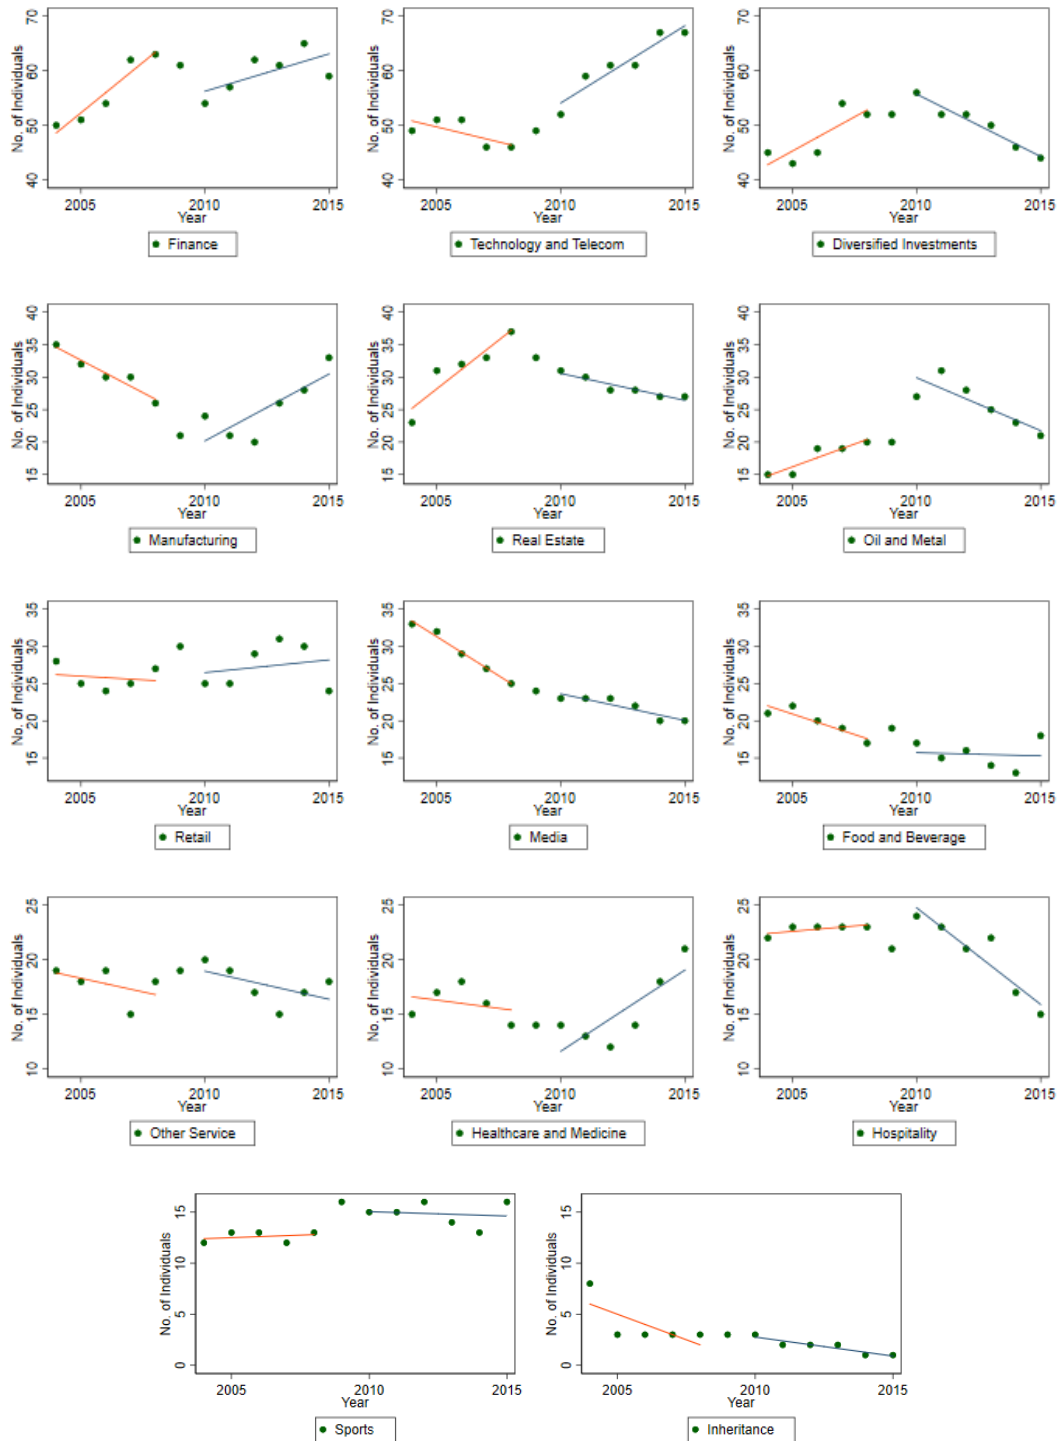 No. of Individuals
40 50 60 70
2005 2010 2015
Year
Finance
No. of Individuals
40 50 60 70
2005 2010 2015
Year
Technology and Telecom
No. of Individuals
40 50 60 70
2005 2010 2015
Year
Diversified Investments
No. of Individuals
15 20 25 30 35 40
2005 2010 2015
Year
Manufacturing
No. of Individuals
15 20 25 30 35 40
2005 2010 2015
Year
Real Estate
No. of Individuals
15 20 25 30 35 40
2005 2010 2015
Year
Oil and Metal
No. of Individuals
15 20 25 30 35
2005 2010 2015
Year
Retail
No. of Individuals
15 20 25 30 35
2005 2010 2015
Year
Media
No. of Individuals
15 20 25 30 35
2005 2010 2015
Year
Food and Beverage
No. of Individuals
10 15 20 25
2005 2010 2015
Year
Other Service
No. of Individuals
10 15 20 25
2005 2010 2015
Year
Healthcare and Medicine
No. of Individuals
10 15 20 25
2005 2010 2015
Year
Hospitality
No. of Individuals
0 5 10 15
2005 2010 2015
Year
Sports
No. of Individuals
0 5 10 15
2005 2010 2015
Year
Inheritance